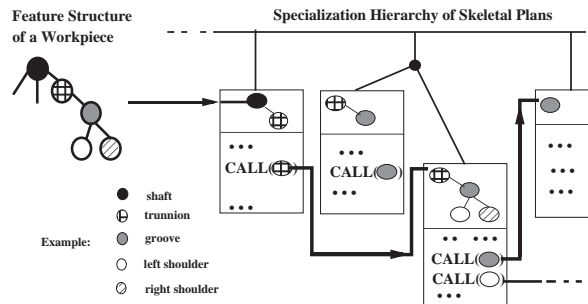 Feature Structure
of a Workpiece
Specialization Hierarchy of Skeletal Plans
CALL( )
CALL( )
CALL( )
CALL( )
Example:
shaft
trunnion
groove
left shoulder
right shoulder